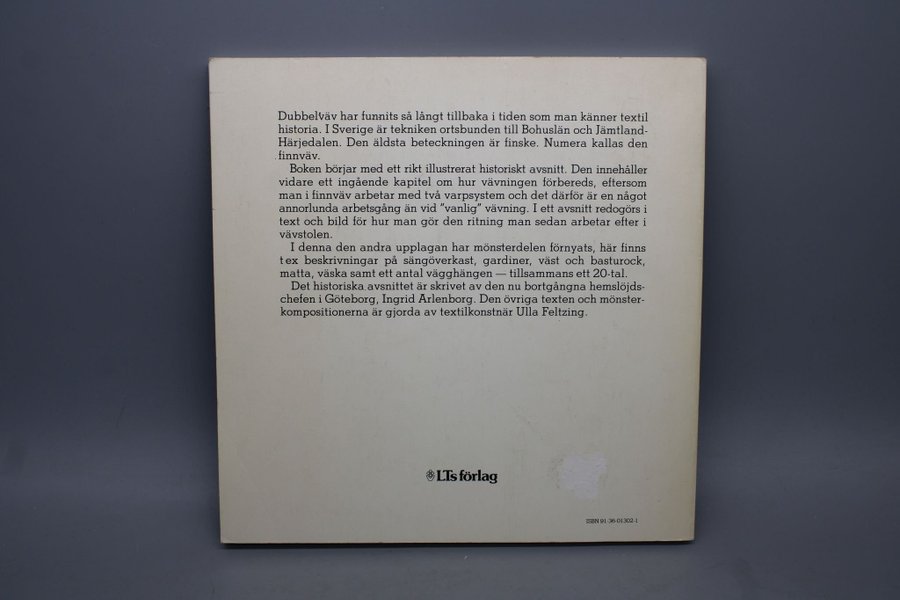 Dubbelväv har funnits så långt tillbaka i tiden som man känner textil
historia. I Sverige är tekniken ortsbunden till Bohuslän och Jämtland-
Härjedalen. Den äldsta beteckningen är finske. Numera kallas den
finnväv.
Boken börjar med ett rikt illustrerat historiskt avsnitt. Den innehåller
vidare ett ingående kapitel om hur vävningen förbereds, eftersom
man i finnväv arbetar med två varpsystem och det därför är en något
annorlunda arbetsgång än vid "vanlig" vävning. I ett avsnitt redogörs i
text och bild för hur man gör den ritning man sedan arbetar efter i
vävstolen.
I denna den andra upplagan har mönsterdelen förnyats, här finns
t ex beskrivningar på sängöverkast, gardiner, väst och basturock,
matta, väska samt ett antal vägghängen — tillsammans ett 20-tal.
Det historiska avsnittet är skrivet av den nu bortgångna hemslöjds-
chefen i Göteborg, Ingrid Arlenborg. Den övriga texten och mönster-
kompositionerna är gjorda av textilkonstnär Ulla Feltzing.
LTs förlag
ISBN 91-36-01302-1